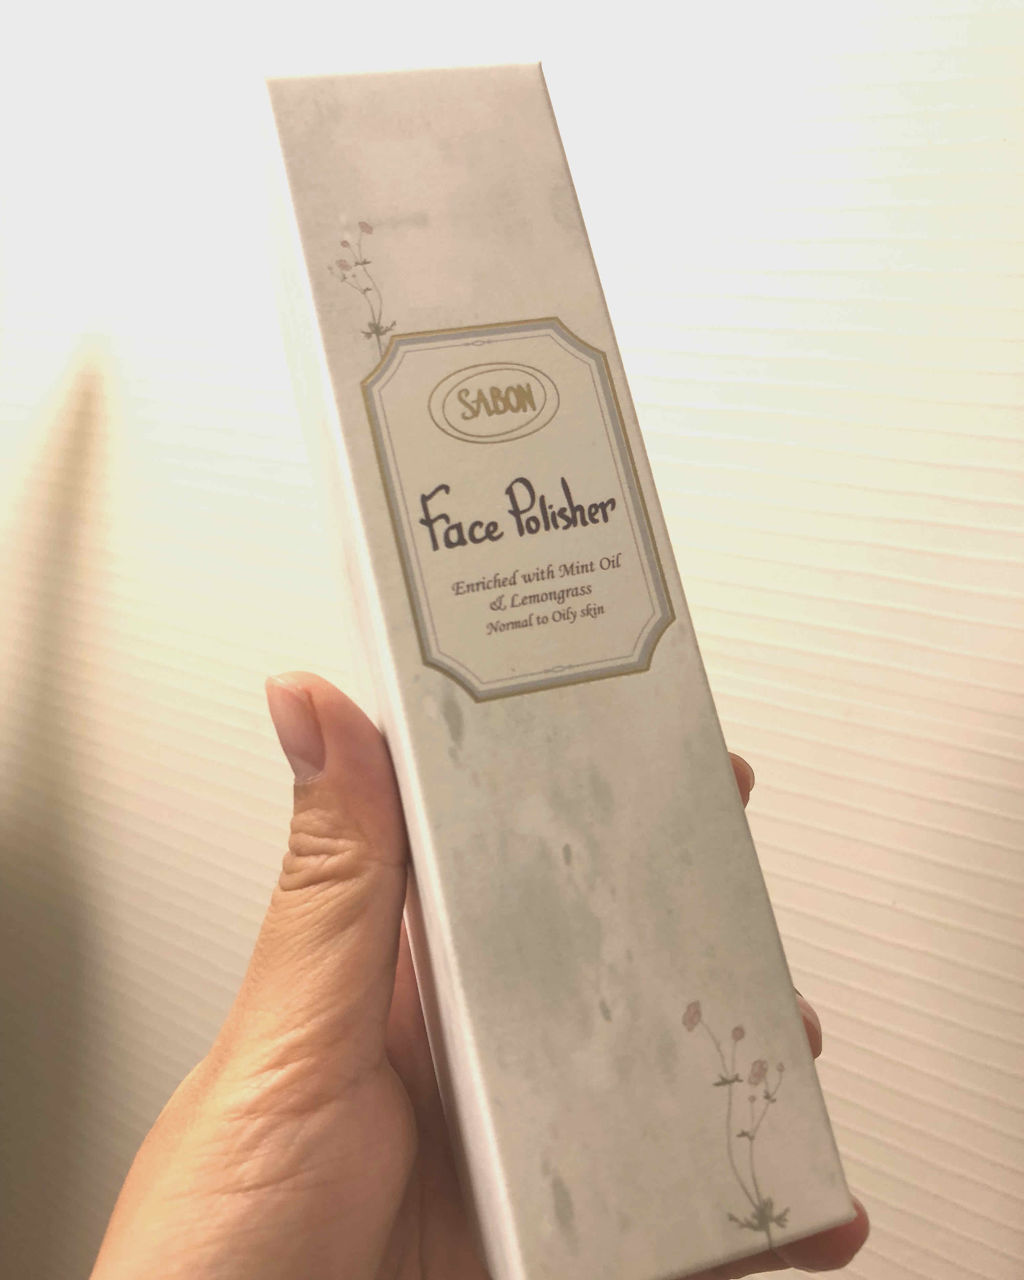 SABON
Face Polisher
Enriched with Mint Oil
& Lemongrass
Normal to Oily skin